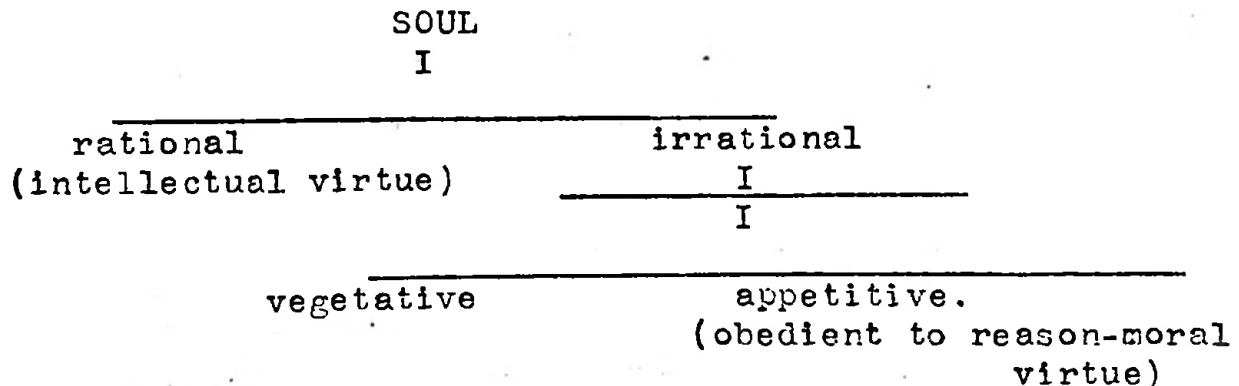 SOUL
I
rational irrational
(intellectual virtue) I
I
vegetative appetitive.
(obedient to reason-moral
virtue)